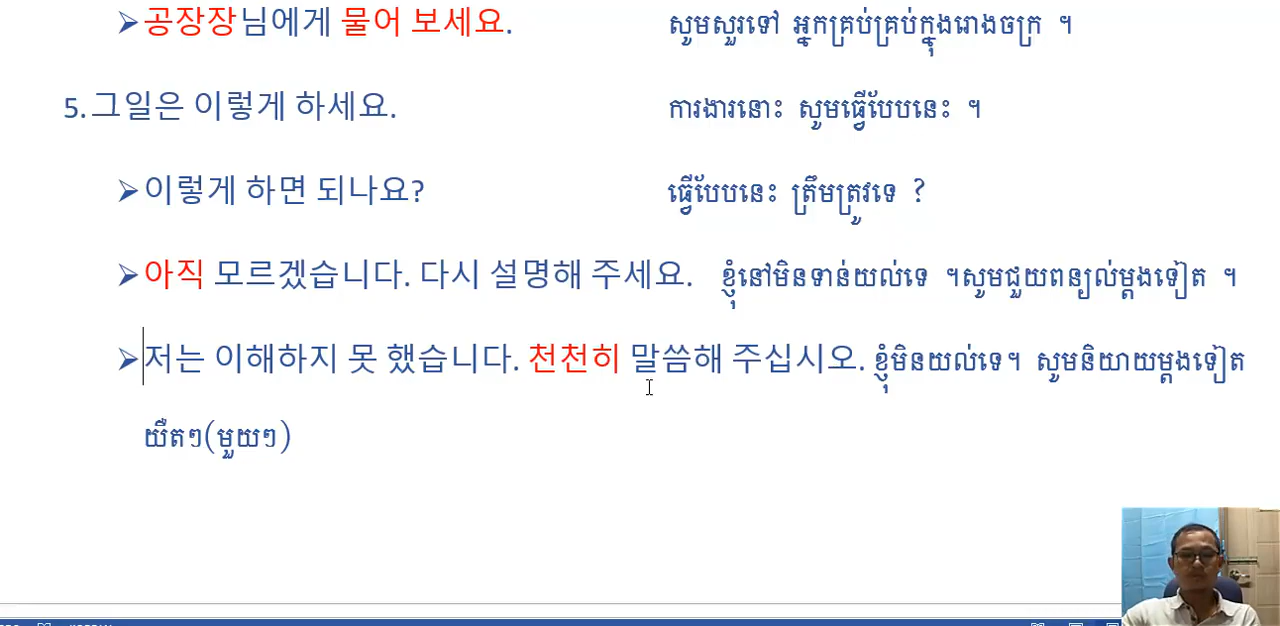 ➢공장장님에게 물어 보세요. សូមសួរទៅ អ្នកគ្រប់គ្រប់ក្នុងរោងចក្រ ។
5. 그일은 이렇게 하세요. ការងារនោះ សូមធ្វើបែបនេះ ។
➢이렇게 하면 되나요? ធ្វើបែបនេះ ត្រឹមត្រូវទេ ?
➢아직 모르겠습니다. 다시 설명해 주세요. ខ្ញុំនៅមិនទាន់យល់ទេ ។សូមជួយពន្យល់ម្ដងទៀត ។
➢저는 이해하지 못 했습니다. 천천히 말씀해 주십시오. ខ្ញុំមិនយល់ទេ។ សូមនិយាយម្ដងទៀត
យឺតៗ(មួយៗ)